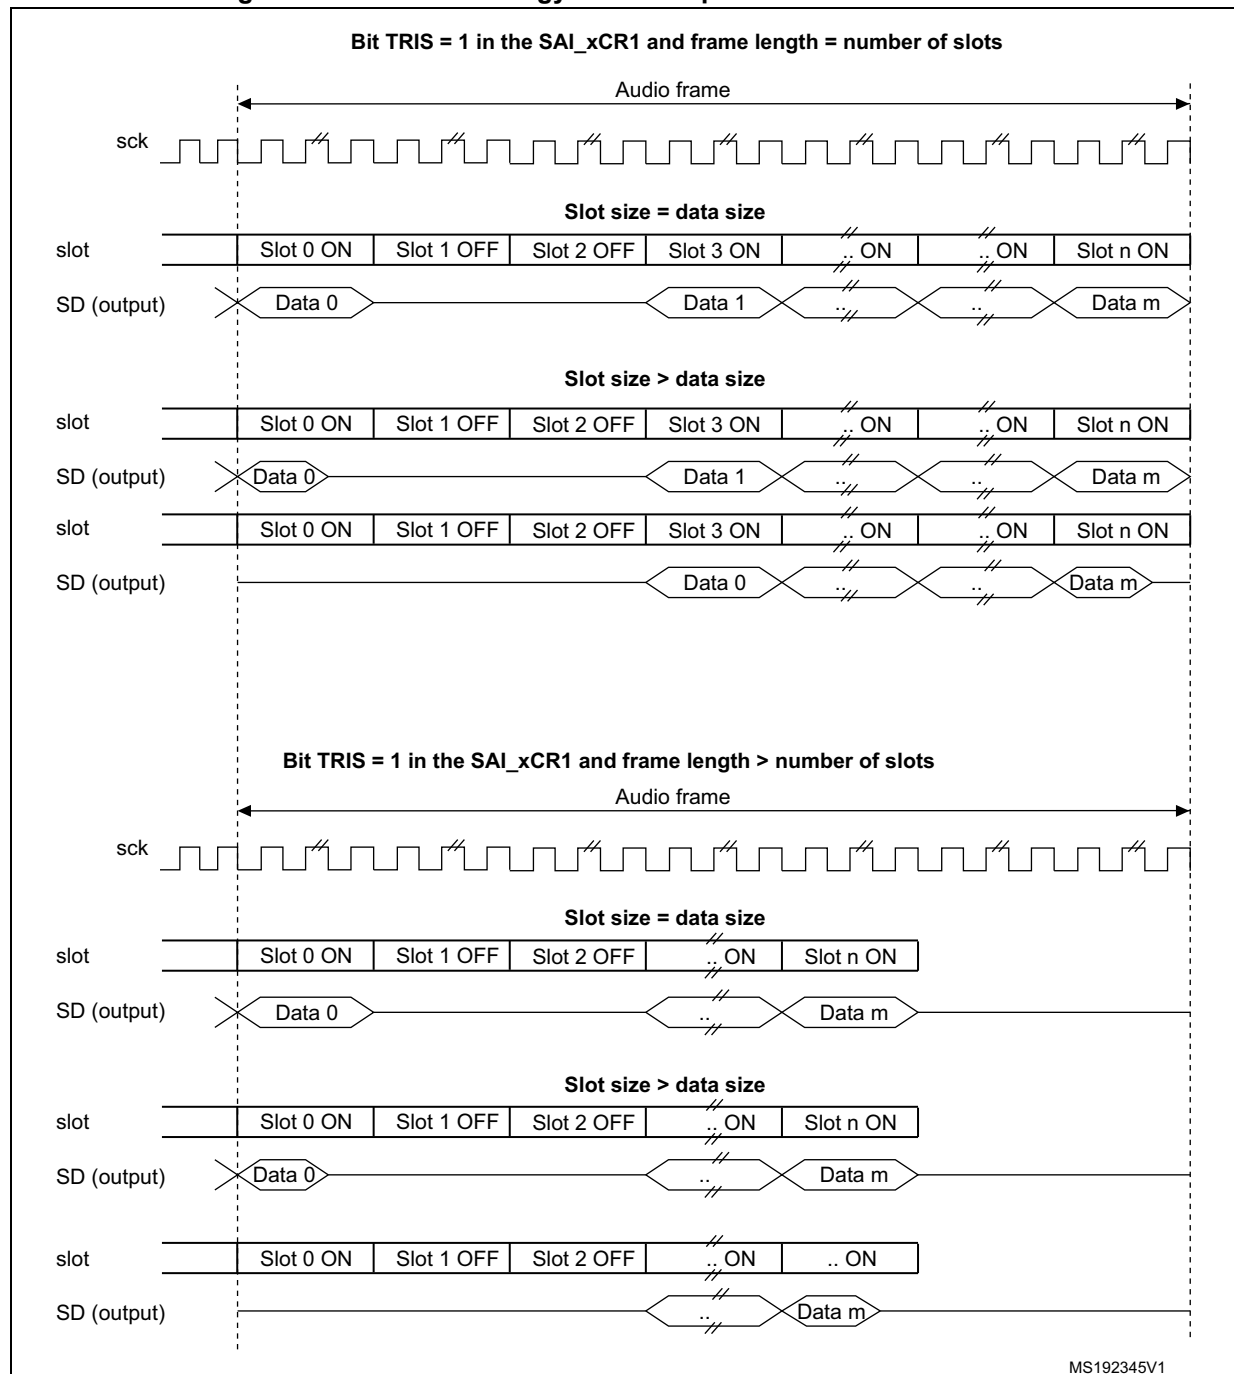 Bit TRIS = 1 in the SAI_xCR1 and frame length = number of slots
Audio frame
sck
Slot size = data size
slot Slot 0 ON Slot 1 OFF Slot 2 OFF Slot 3 ON .. ON .. ON Slot n ON
SD (output) Data 0 Data 1 .. .. Data m
Slot size > data size
slot Slot 0 ON Slot 1 OFF Slot 2 OFF Slot 3 ON .. ON .. ON Slot n ON
SD (output) Data 0 Data 1 .. .. Data m
slot Slot 0 ON Slot 1 OFF Slot 2 OFF Slot 3 ON .. ON .. ON Slot n ON
SD (output) Data 0 .. .. Data m
Bit TRIS = 1 in the SAI_xCR1 and frame length > number of slots
Audio frame
sck
Slot size = data size
slot Slot 0 ON Slot 1 OFF Slot 2 OFF .. ON Slot n ON
SD (output) Data 0 .. Data m
Slot size > data size
slot Slot 0 ON Slot 1 OFF Slot 2 OFF .. ON Slot n ON
SD (output) Data 0 .. Data m
slot Slot 0 ON Slot 1 OFF Slot 2 OFF .. ON .. ON
SD (output) .. Data m
MS192345V1